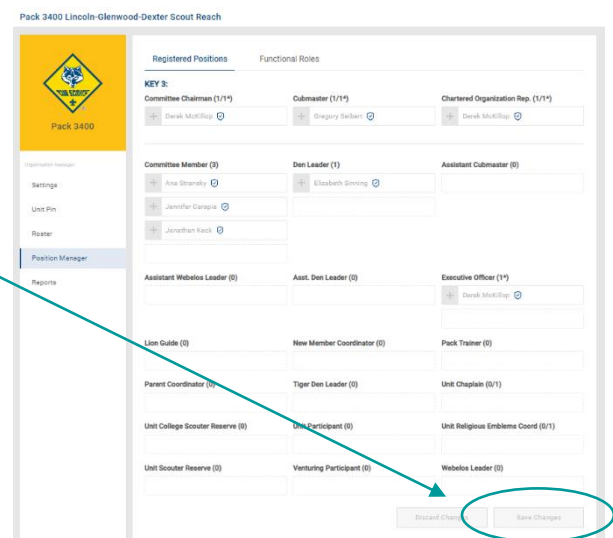 Pack 3400 Lincoln-Glenwood-Dexter Scout Reach
CUB SCOUTS
Pack 3400
Organization Manager
Settings
Unit Pin
Roster
Position Manager
Reports
Registered Positions Functional Roles
KEY 3:
Committee Chairman (1/1*) Cubmaster (1/1*) Chartered Organization Rep. (1/1*)
Derek McKillop Gregory Seibert Derek McKillop
Committee Member (3) Den Leader (1) Assistant Cubmaster (0)
Ana Stransky Elizabeth Sinning
Jennifer Carapia
Jonathan Keck
Assistant Webelos Leader (0) Asst. Den Leader (0) Executive Officer (1*)
Derek McKillop
Lion Guide (0) New Member Coordinator (0) Pack Trainer (0)
Parent Coordinator (0) Tiger Den Leader (0) Unit Chaplain (0/1)
Unit College Scouter Reserve (0) Unit Participant (0) Unit Religious Emblems Coord (0/1)
Unit Scouter Reserve (0) Venturing Participant (0) Webelos Leader (0)
Discard Changes Save Changes